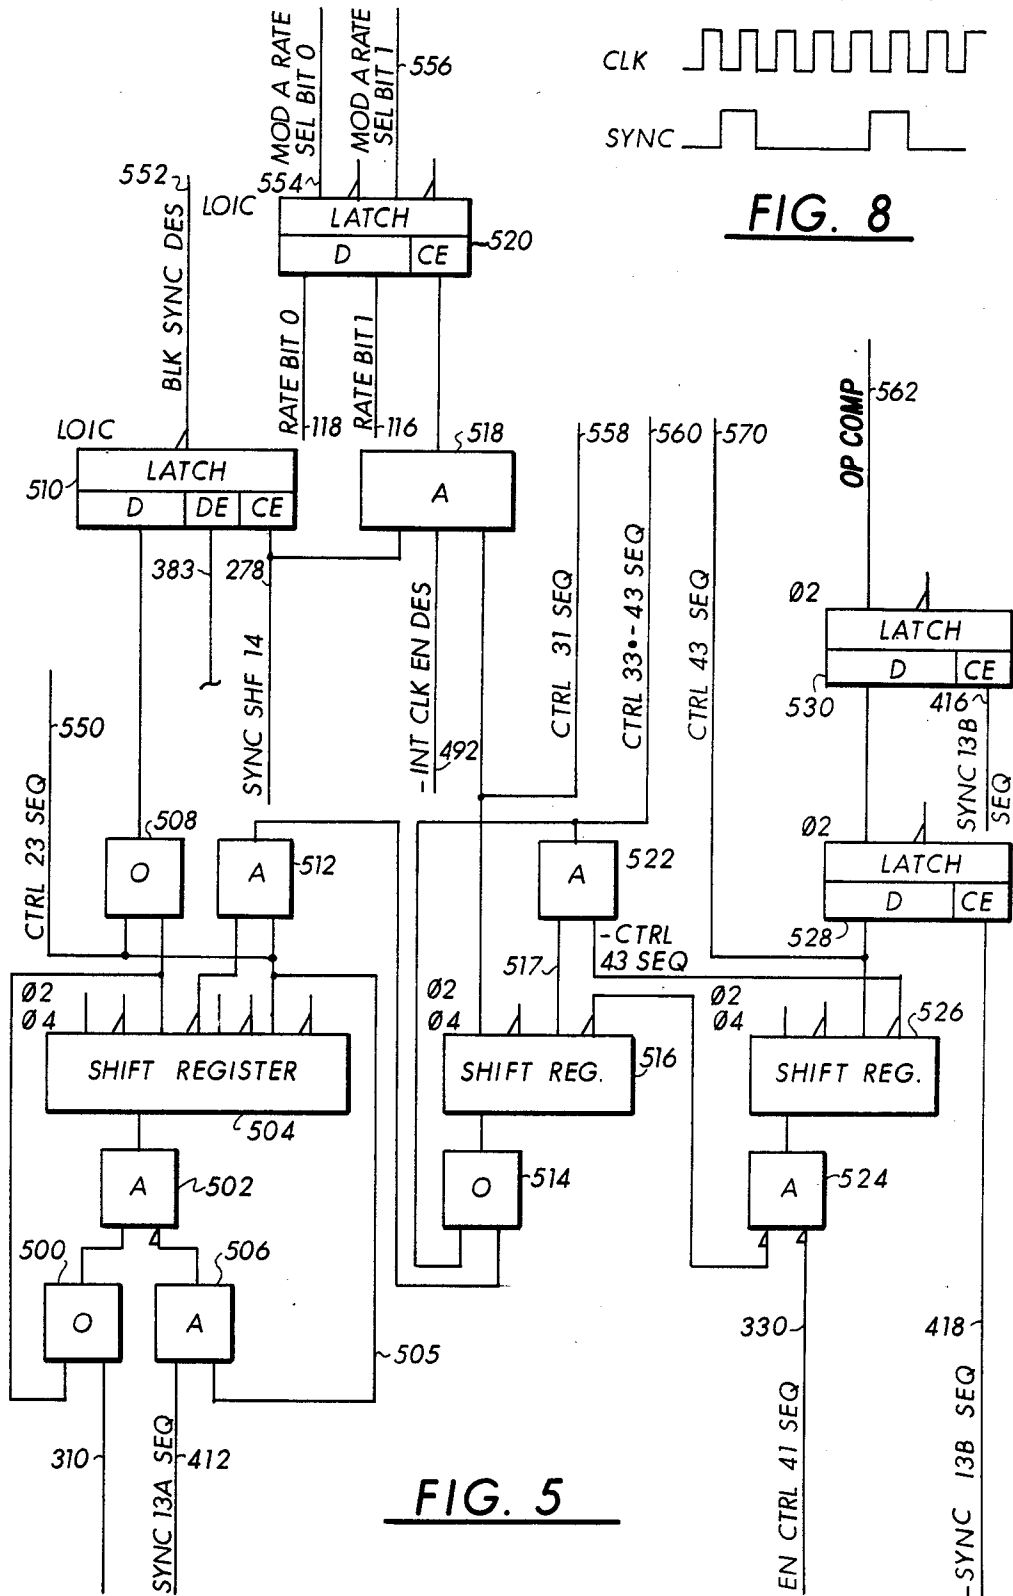 MOD A RATE
SEL BIT 0
MOD A RATE
SEL BIT 1
556
CLK
SYNC
FIG. 8
552
554
LOIC
LATCH
D
CE
520
BLK SYNC DES
RATE BIT 0
118
RATE BIT 1
116
562
OP COMP
LOIC
LATCH
510
D
DE
CE
518
A
558
560
570
383
278
SYNC SHF 14
-INT CLK EN DES
492
CTRL 31 SEQ
CTRL 33•-43 SEQ
CTRL 43 SEQ
Ø2
LATCH
D
CE
530
416
SYNC 13B
SEQ
550
CTRL 23 SEQ
508
O
A
512
A
522
Ø2
LATCH
D
CE
528
-CTRL
43 SEQ
517
Ø2
Ø4
SHIFT REGISTER
504
Ø2
Ø4
SHIFT REG.
516
Ø2
Ø4
526
SHIFT REG.
A
502
O
514
A
524
500
O
506
A
505
330
418
310
SYNC 13A SEQ
412
EN CTRL 41 SEQ
-SYNC 13B SEQ
FIG. 5